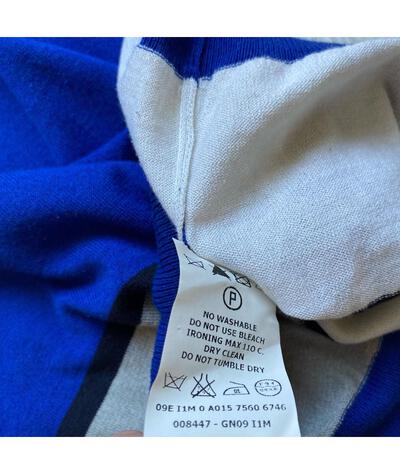 P
NO WASHABLE
DO NOT USE BLEACH
IRONING MAX 110 C.
DRY CLEAN
DO NOT TUMBLE DRY
09E I1M 0 A015 7560 6746
008447 - GN09 I1M